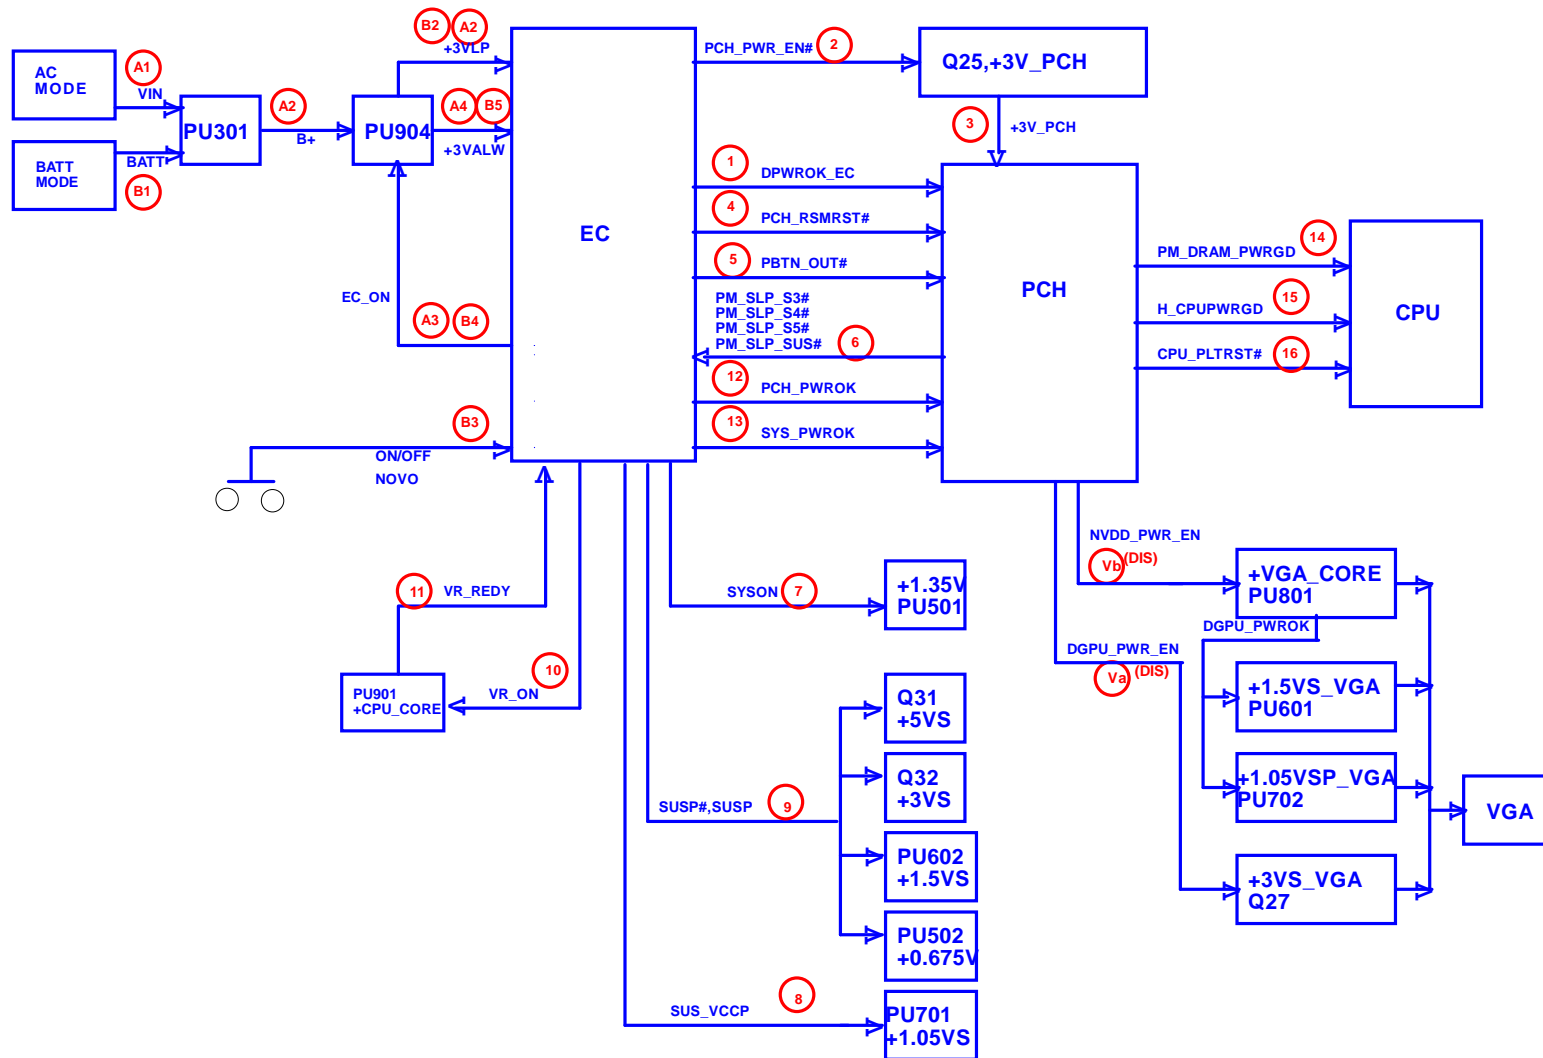 B2
A2
+3VLP
AC
MODE
A1
VIN
PU301
A2
B+
PU904
A4
B5
+3VALW
BATT
MODE
BATT
B1
EC_ON
A3
B4
B3
ON/OFF
NOVO
EC
PCH_PWR_EN#
2
Q25,+3V_PCH
3
+3V_PCH
1
DPWROK_EC
4
PCH_RSMRST#
5
PBTN_OUT#
PM_SLP_S3#
PM_SLP_S4#
PM_SLP_S5#
PM_SLP_SUS#
6
12
PCH_PWROK
13
SYS_PWROK
PCH
PM_DRAM_PWRGD
14
H_CPUPWRGD
15
CPU_PLTRST#
16
CPU
11
VR_REDY
PU901
+CPU_CORE
VR_ON
10
SYSON
7
+1.35V
PU501
SUSP#,SUSP
9
Q31
+5VS
Q32
+3VS
PU602
+1.5VS
PU502
+0.675V
SUS_VCCP
8
PU701
+1.05VS
NVDD_PWR_EN
Vb
(DIS)
+VGA_CORE
PU801
DGPU_PWROK
DGPU_PWR_EN
Va
(DIS)
+1.5VS_VGA
PU601
+1.05VSP_VGA
PU702
+3VS_VGA
Q27
VGA